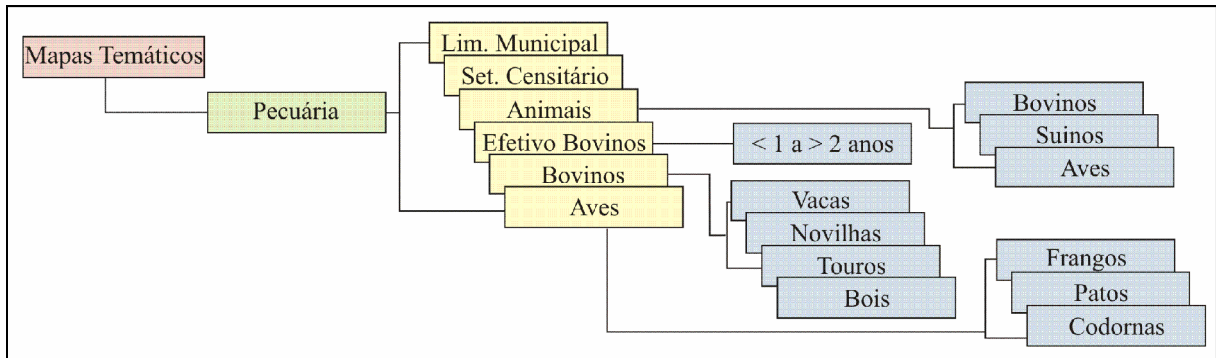 Mapas Temáticos
Pecuária
Lim. Municipal
Set. Censitário
Animais
Efetivo Bovinos
Bovinos
Aves
< 1 a > 2 anos
Bovinos
Suinos
Aves
Vacas
Novilhas
Touros
Bois
Frangos
Patos
Codornas